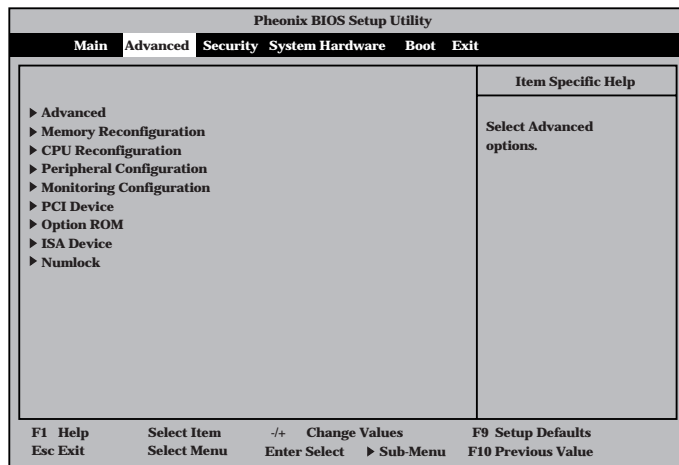 Pheonix BIOS Setup Utility
Main Advanced Security System Hardware Boot Exit
Item Specific Help
Select Advanced
options.
Advanced
Memory Reconfiguration
CPU Reconfiguration
Peripheral Configuration
Monitoring Configuration
PCI Device
Option ROM
ISA Device
Numlock
F1 Help Select Item -/+ Change Values F9 Setup Defaults
Esc Exit Select Menu Enter Select ▶ Sub-Menu F10 Previous Value